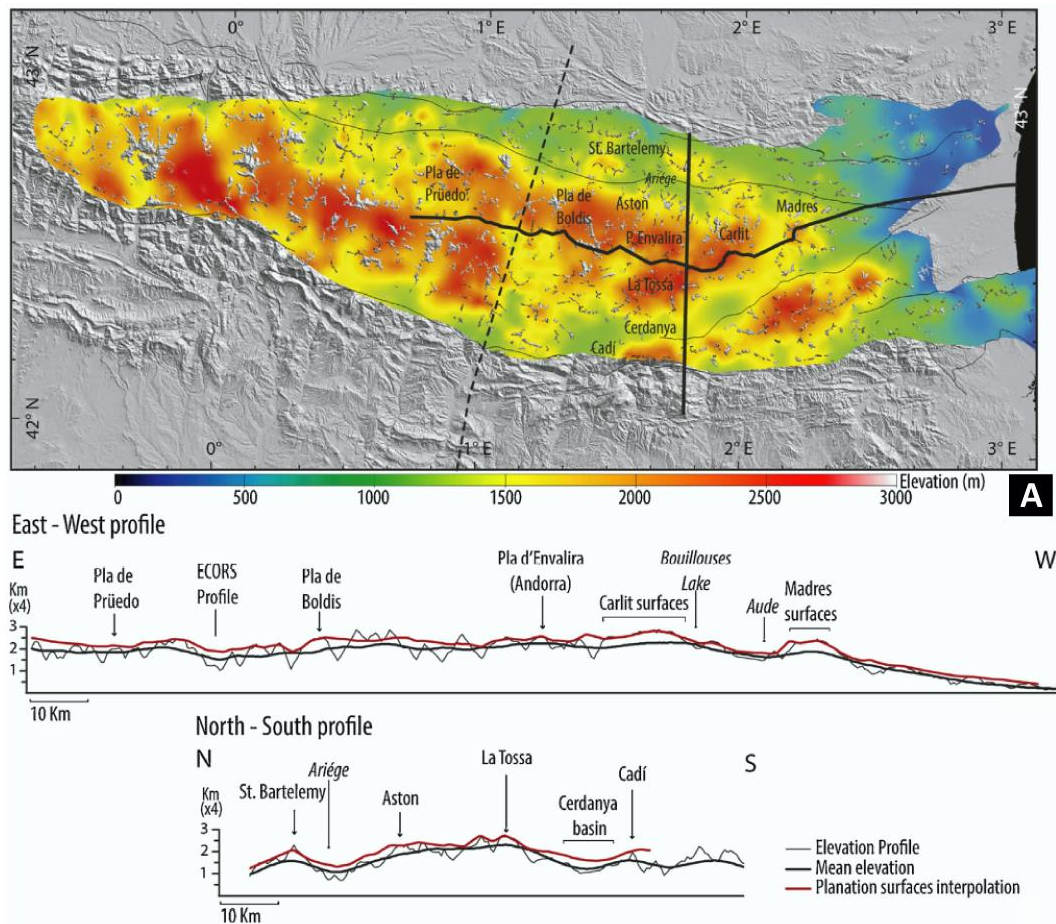 0° 1° E 2° E 3° E
43° N
43° N
St. Bartelemy
Pla de
Prüedo
Ariége
Pla de
Boldis
Aston
Madres
P. Envalira
Carlit
La Tossa
Cerdanya
Cadí
42° N
0° 1° E 2° E 3° E
0 500 1000 1500 2000 2500 3000
Elevation (m)
A
East - West profile
E
W
Km
(x4)
Pla de
Prüedo
ECORS
Profile
Pla de
Boldis
Pla d'Envalira
(Andorra)
Carlit surfaces
Bouillouses
Lake
Aude
Madres
surfaces
3
2
1
10 Km
North - South profile
N
S
Km
(x4)
St. Bartelemy
Ariége
Aston
La Tossa
Cerdanya
basin
Cadí
3
2
1
10 Km
Elevation Profile
Mean elevation
Planation surfaces interpolation